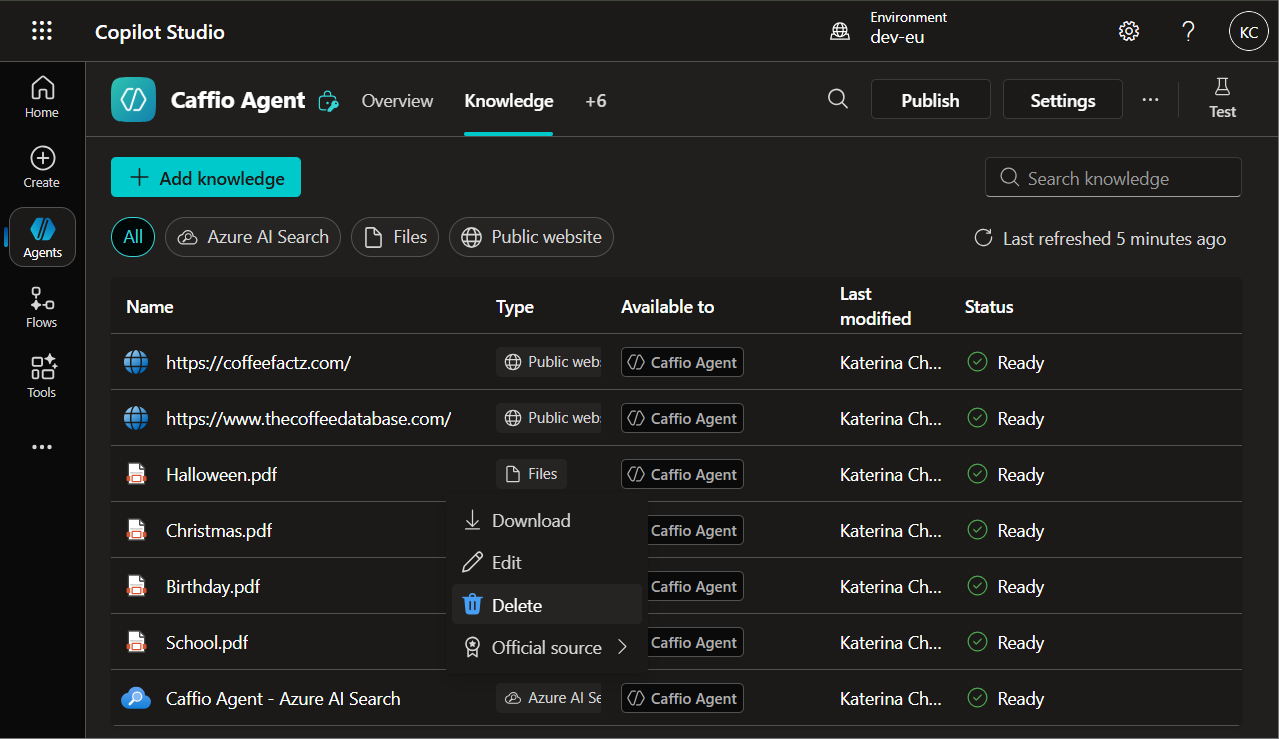 Copilot Studio
Environment
dev-eu
KC
Home
Create
Agents
Flows
Tools
Caffio Agent
Overview
Knowledge
+6
Publish
Settings
Test
Add knowledge
Search knowledge
All
Azure AI Search
Files
Public website
Last refreshed 5 minutes ago
Name Type Available to Last modified Status
https://coffeefactz.com/ Public web Caffio Agent Katerina Ch... Ready
https://www.thecoffeedatabase.com/ Public web Caffio Agent Katerina Ch... Ready
Halloween.pdf Files Caffio Agent Katerina Ch... Ready
Christmas.pdf Caffio Agent Katerina Ch... Ready
Birthday.pdf Caffio Agent Katerina Ch... Ready
School.pdf Caffio Agent Katerina Ch... Ready
Caffio Agent - Azure AI Search Azure AI Se Caffio Agent Katerina Ch... Ready
Download
Edit
Delete
Official source